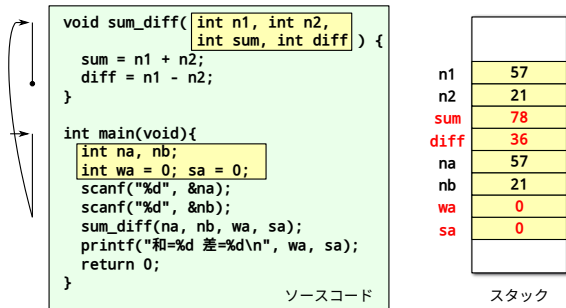 void sum_diff( int n1, int n2,
int sum, int diff ) {
sum = n1 + n2;
diff = n1 - n2;
}
int main(void){
int na, nb;
int wa = 0; sa = 0;
scanf("%d", &na);
scanf("%d", &nb);
sum_diff(na, nb, wa, sa);
printf("和=%d 差=%d\n", wa, sa);
return 0;
}
ソースコード
n1 57
n2 21
sum 78
diff 36
na 57
nb 21
wa 0
sa 0
スタック